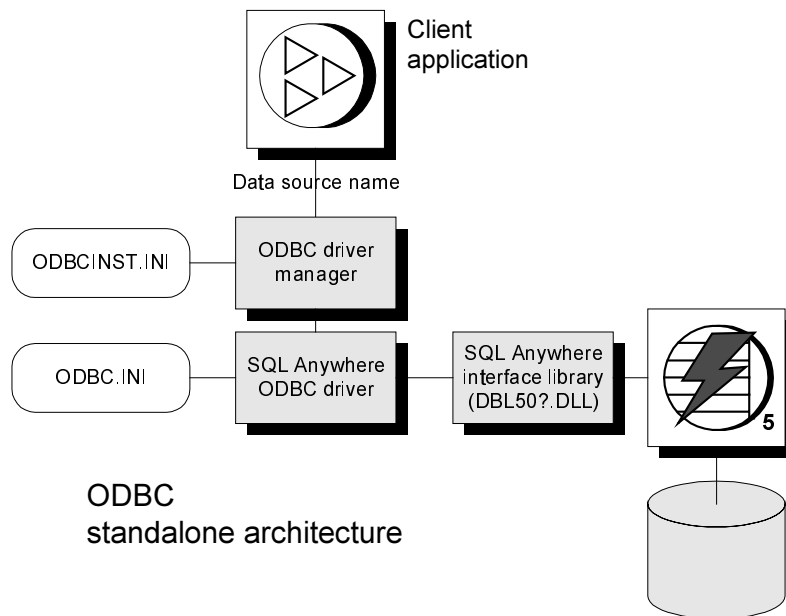 Client
application
Data source name
ODBCINST.INI
ODBC driver
manager
ODBC.INI
SQL Anywhere
ODBC driver
SQL Anywhere
interface library
(DBL50?.DLL)
5
ODBC
standalone architecture